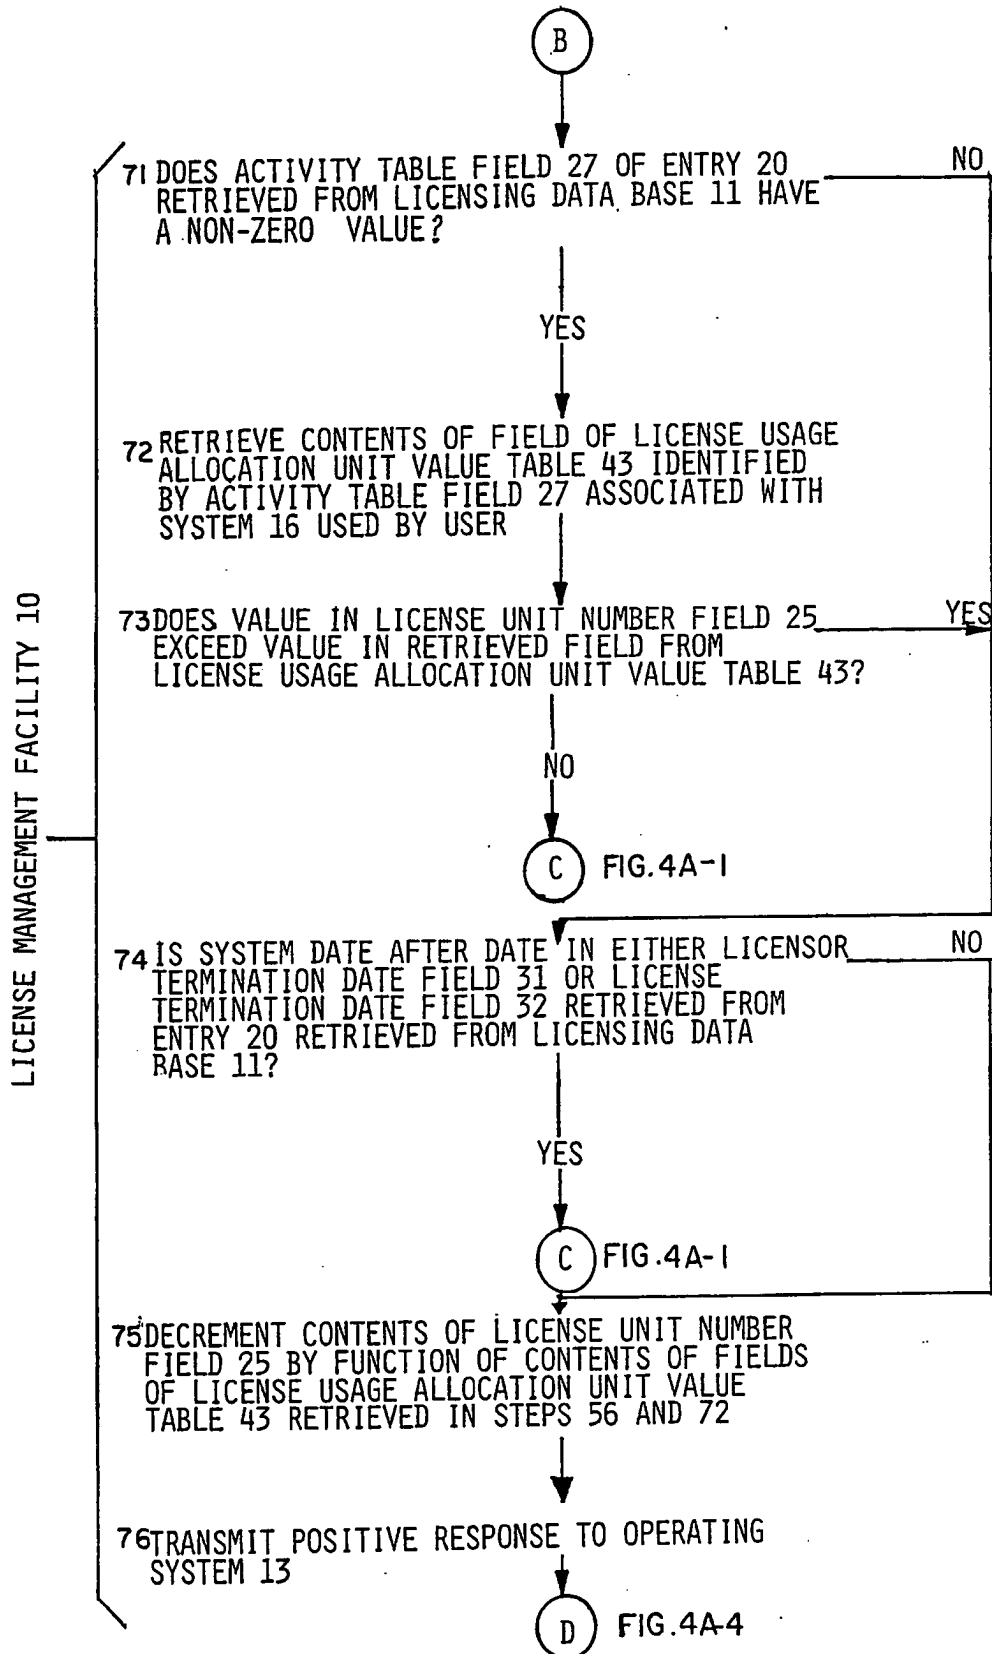 B
71 DOES ACTIVITY TABLE FIELD 27 OF ENTRY 20
NO
RETRIEVED FROM LICENSING DATA BASE 11 HAVE
A NON-ZERO VALUE?
YES
72 RETRIEVE CONTENTS OF FIELD OF LICENSE USAGE
ALLOCATION UNIT VALUE TABLE 43 IDENTIFIED
BY ACTIVITY TABLE FIELD 27 ASSOCIATED WITH
SYSTEM 16 USED BY USER
73 DOES VALUE IN LICENSE UNIT NUMBER FIELD 25
YES
EXCEED VALUE IN RETRIEVED FIELD FROM
LICENSE USAGE ALLOCATION UNIT VALUE TABLE 43?
NO
C FIG.4A-1
74 IS SYSTEM DATE AFTER DATE IN EITHER LICENSOR
NO
TERMINATION DATE FIELD 31 OR LICENSE
TERMINATION DATE FIELD 32 RETRIEVED FROM
ENTRY 20 RETRIEVED FROM LICENSING DATA
BASE 11?
YES
C FIG.4A-1
75 DECREMENT CONTENTS OF LICENSE UNIT NUMBER
FIELD 25 BY FUNCTION OF CONTENTS OF FIELDS
OF LICENSE USAGE ALLOCATION UNIT VALUE
TABLE 43 RETRIEVED IN STEPS 56 AND 72
76 TRANSMIT POSITIVE RESPONSE TO OPERATING
SYSTEM 13
D FIG.4A-4
LICENSE MANAGEMENT FACILITY 10